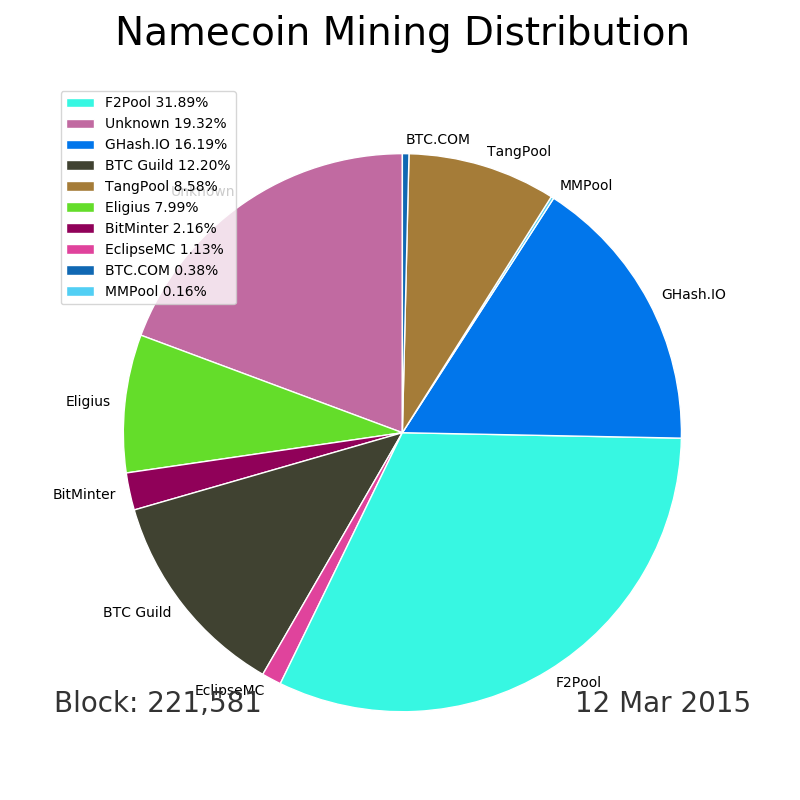 Namecoin Mining Distribution
F2Pool 31.89%
Unknown 19.32%
GHash.IO 16.19%
BTC Guild 12.20%
TangPool 8.58%
Eligius 7.99%
BitMinter 2.16%
EclipseMC 1.13%
BTC.COM 0.38%
MMPool 0.16%
Unknown
BTC.COM
TangPool
MMPool
GHash.IO
Eligius
BitMinter
BTC Guild
EclipseMC
F2Pool
Block: 221,581
12 Mar 2015